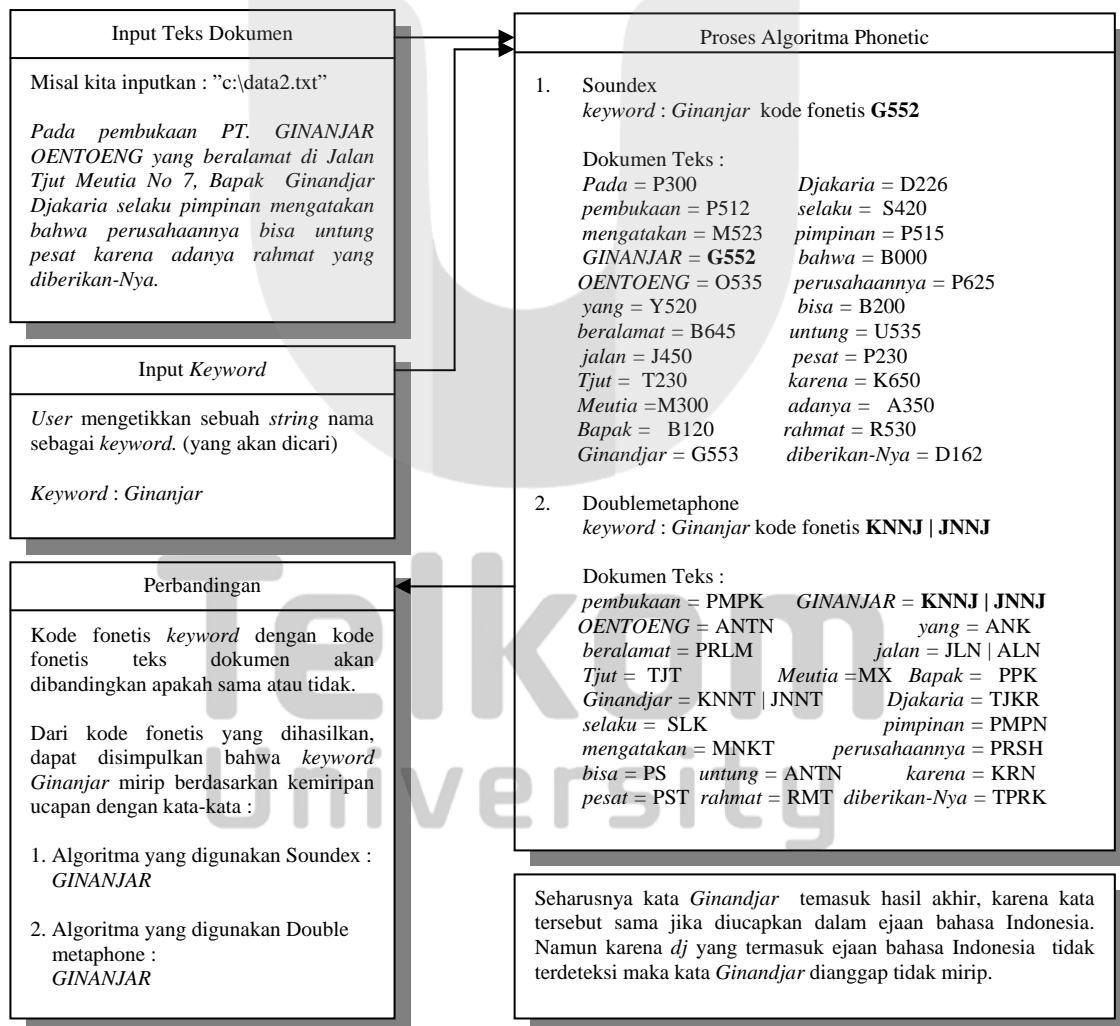 Input Teks Dokumen
Misal kita inputkan : ”c:\data2.txt”
Pada pembukaan PT. GINANJAR
OENTOENG yang beralamat di Jalan
Tjut Meutia No 7, Bapak Ginandjar
Djakaria selaku pimpinan mengatakan
bahwa perusahaannya bisa untung
pesat karena adanya rahmat yang
diberikan-Nya.
Input Keyword
User mengetikkan sebuah string nama
sebagai keyword. (yang akan dicari)
Keyword : Ginanjar
Perbandingan
Kode fonetis keyword dengan kode
fonetis teks dokumen akan
dibandingkan apakah sama atau tidak.
Dari kode fonetis yang dihasilkan,
dapat disimpulkan bahwa keyword
Ginanjar mirip berdasarkan kemiripan
ucapan dengan kata-kata :
1. Algoritma yang digunakan Soundex :
GINANJAR
2. Algoritma yang digunakan Double
metaphone :
GINANJAR
Proses Algoritma Phonetic
1. Soundex
keyword : Ginanjar kode fonetis G552
Dokumen Teks :
Pada = P300 Djakaria = D226
pembukaan = P512 selaku = S420
mengatakan = M523 pimpinan = P515
GINANJAR = G552 bahwa = B000
OENTOENG = O535 perusahaannya = P625
yang = Y520 bisa = B200
beralamat = B645 untung = U535
jalan = J450 pesat = P230
Tjut = T230 karena = K650
Meutia =M300 adanya = A350
Bapak = B120 rahmat = R530
Ginandjar = G553 diberikan-Nya = D162
2. Doublemetaphone
keyword : Ginanjar kode fonetis KNNJ | JNNJ
Dokumen Teks :
pembukaan = PMPK GINANJAR = KNNJ | JNNJ
OENTOENG = ANTN yang = ANK
beralamat = PRLM jalan = JLN | ALN
Tjut = TJT Meutia =MX Bapak = PPK
Ginandjar = KNNT | JNNT Djakaria = TJKR
selaku = SLK pimpinan = PMPN
mengatakan = MNKT perusahaannya = PRSH
bisa = PS untung = ANTN karena = KRN
pesat = PST rahmat = RMT diberikan-Nya = TPRK
Seharusnya kata Ginandjar temasuk hasil akhir, karena kata
tersebut sama jika diucapkan dalam ejaan bahasa Indonesia.
Namun karena dj yang termasuk ejaan bahasa Indonesia tidak
terdeteksi maka kata Ginandjar dianggap tidak mirip.
Telkom
University